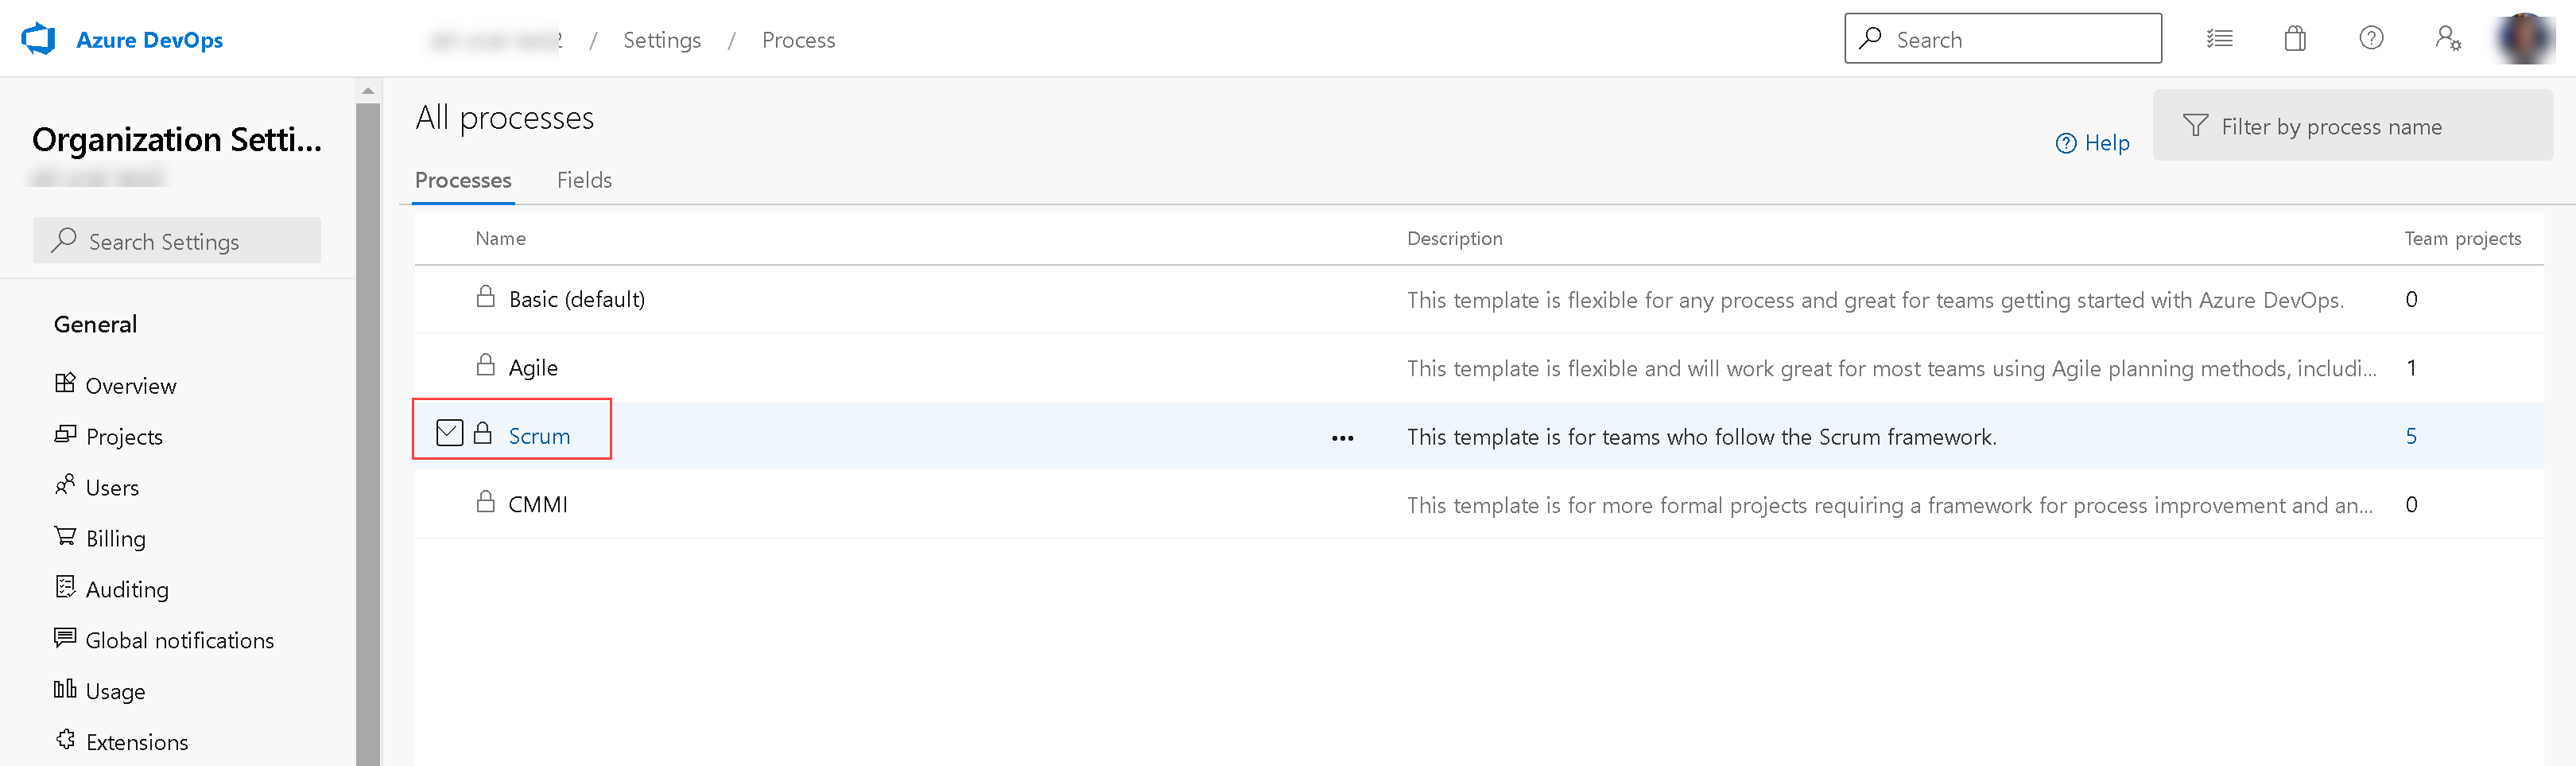 Azure DevOps
2 / Settings / Process
Search
Organization Setti...
Search Settings
General
Overview
Projects
Users
Billing
Auditing
Global notifications
Usage
Extensions
All processes
Help
Filter by process name
Processes Fields
Name Description Team projects
Basic (default) This template is flexible for any process and great for teams getting started with Azure DevOps. 0
Agile This template is flexible and will work great for most teams using Agile planning methods, includi... 1
Scrum ... This template is for teams who follow the Scrum framework. 5
CMMI This template is for more formal projects requiring a framework for process improvement and an... 0